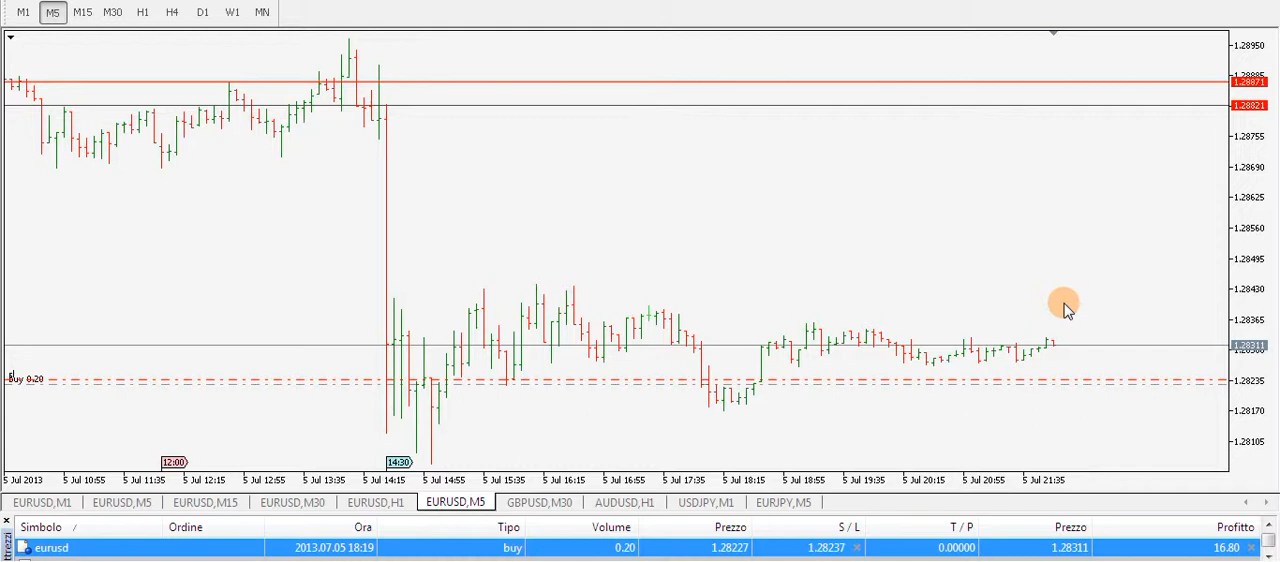 M1 M5 M15 M30 H1 H4 D1 W1 MN
1.28950
1.28885
1.28871
1.28821
1.28755
1.28690
1.28625
1.28560
1.28495
1.28430
1.28365
1.28311
1.28300
Buy 0.20
1.28235
1.28170
1.28105
12:00 14:30
5 Jul 2013 5 Jul 10:55 5 Jul 11:35 5 Jul 12:15 5 Jul 12:55 5 Jul 13:35 5 Jul 14:15 5 Jul 14:55 5 Jul 15:35 5 Jul 16:15 5 Jul 16:55 5 Jul 17:35 5 Jul 18:15 5 Jul 18:55 5 Jul 19:35 5 Jul 20:15 5 Jul 20:55 5 Jul 21:35
EURUSD,M1 EURUSD,M5 EURUSD,M15 EURUSD,M30 EURUSD,H1 EURUSD,M5 GBPUSD,M30 AUDUSD,H1 USDJPY,M1 EURJPY,M5
Simbolo Ordine Ora Tipo Volume Prezzo S / L T / P Prezzo Profitto
eurusd 2013.07.05 18:19 buy 0.20 1.28227 1.28237 0.00000 1.28311 16.80